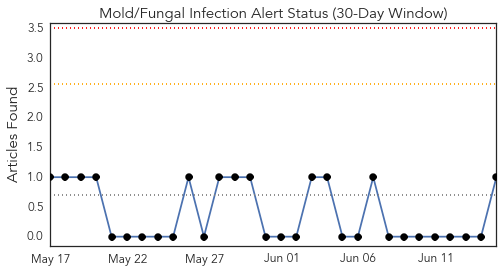 Mold/Fungal Infection Alert Status (30-Day Window)
Articles Found
3.5
3.0
2.5
2.0
1.5
1.0
0.5
0.0
May 17 May 22 May 27 Jun 01 Jun 06 Jun 11